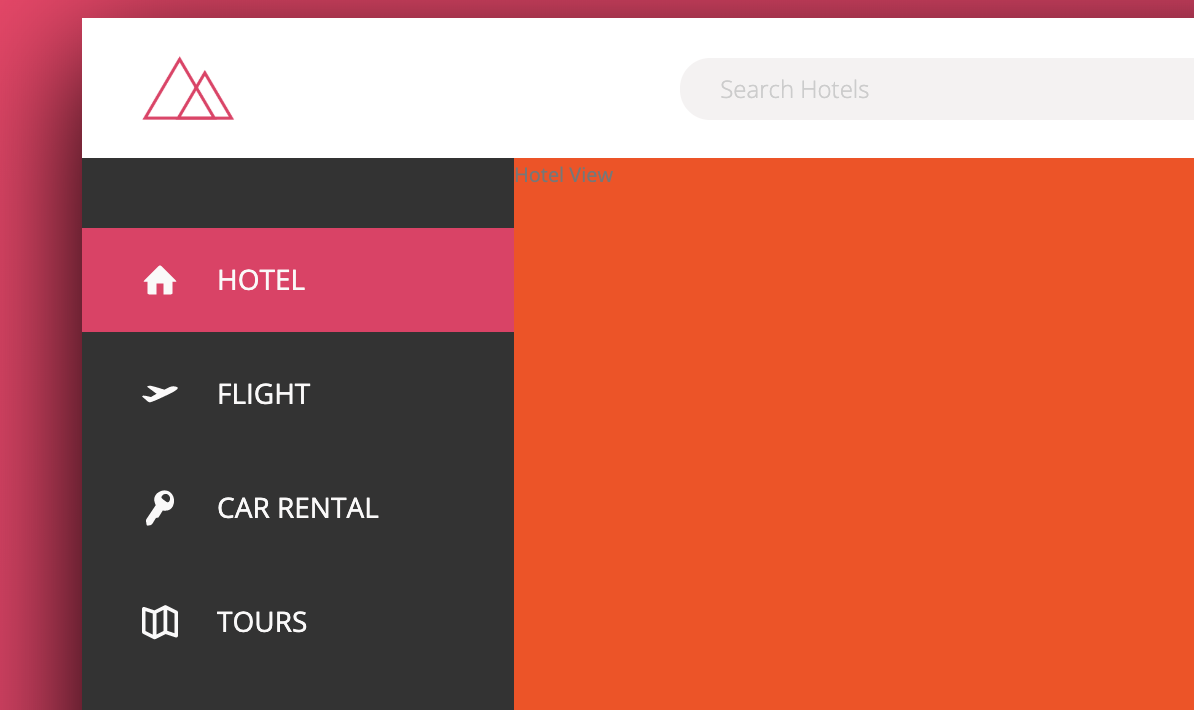 Search Hotels
Hotel View
HOTEL
FLIGHT
CAR RENTAL
TOURS